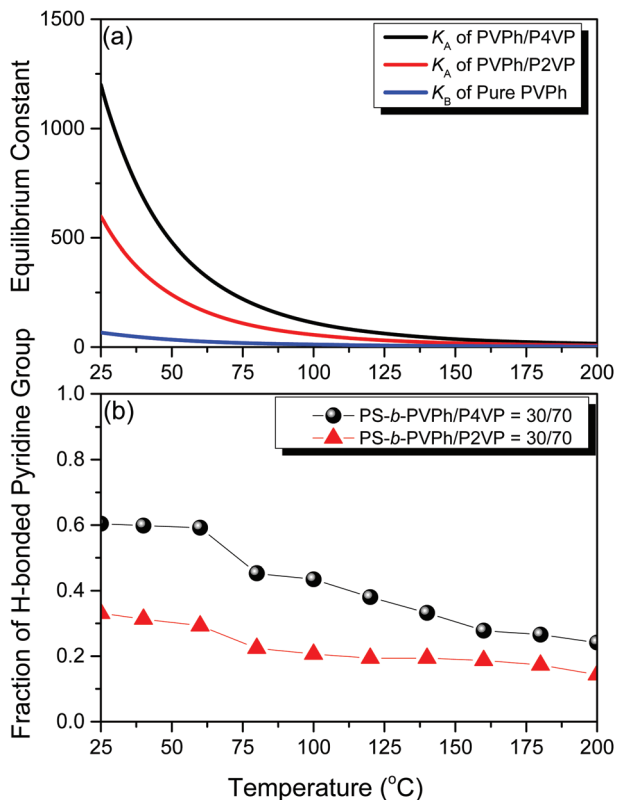 (a)
K_A of PVPh/P4VP
K_A of PVPh/P2VP
K_B of Pure PVPh
Equilibrium Constant
1500
1000
500
0
25 50 75 100 125 150 175 200
(b)
PS-b-PVPh/P4VP = 30/70
PS-b-PVPh/P2VP = 30/70
Fraction of H-bonded Pyridine Group
1.0
0.8
0.6
0.4
0.2
0.0
25 50 75 100 125 150 175 200
Temperature (°C)